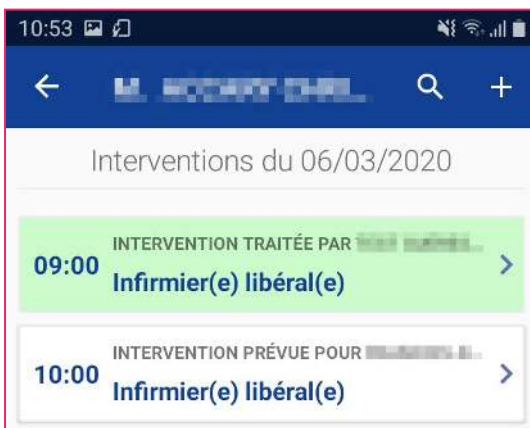 10:53
Interventions du 06/03/2020
INTERVENTION TRAITÉE PAR
09:00
Infirmier(e) libéral(e)
INTERVENTION PRÉVUE POUR
10:00
Infirmier(e) libéral(e)